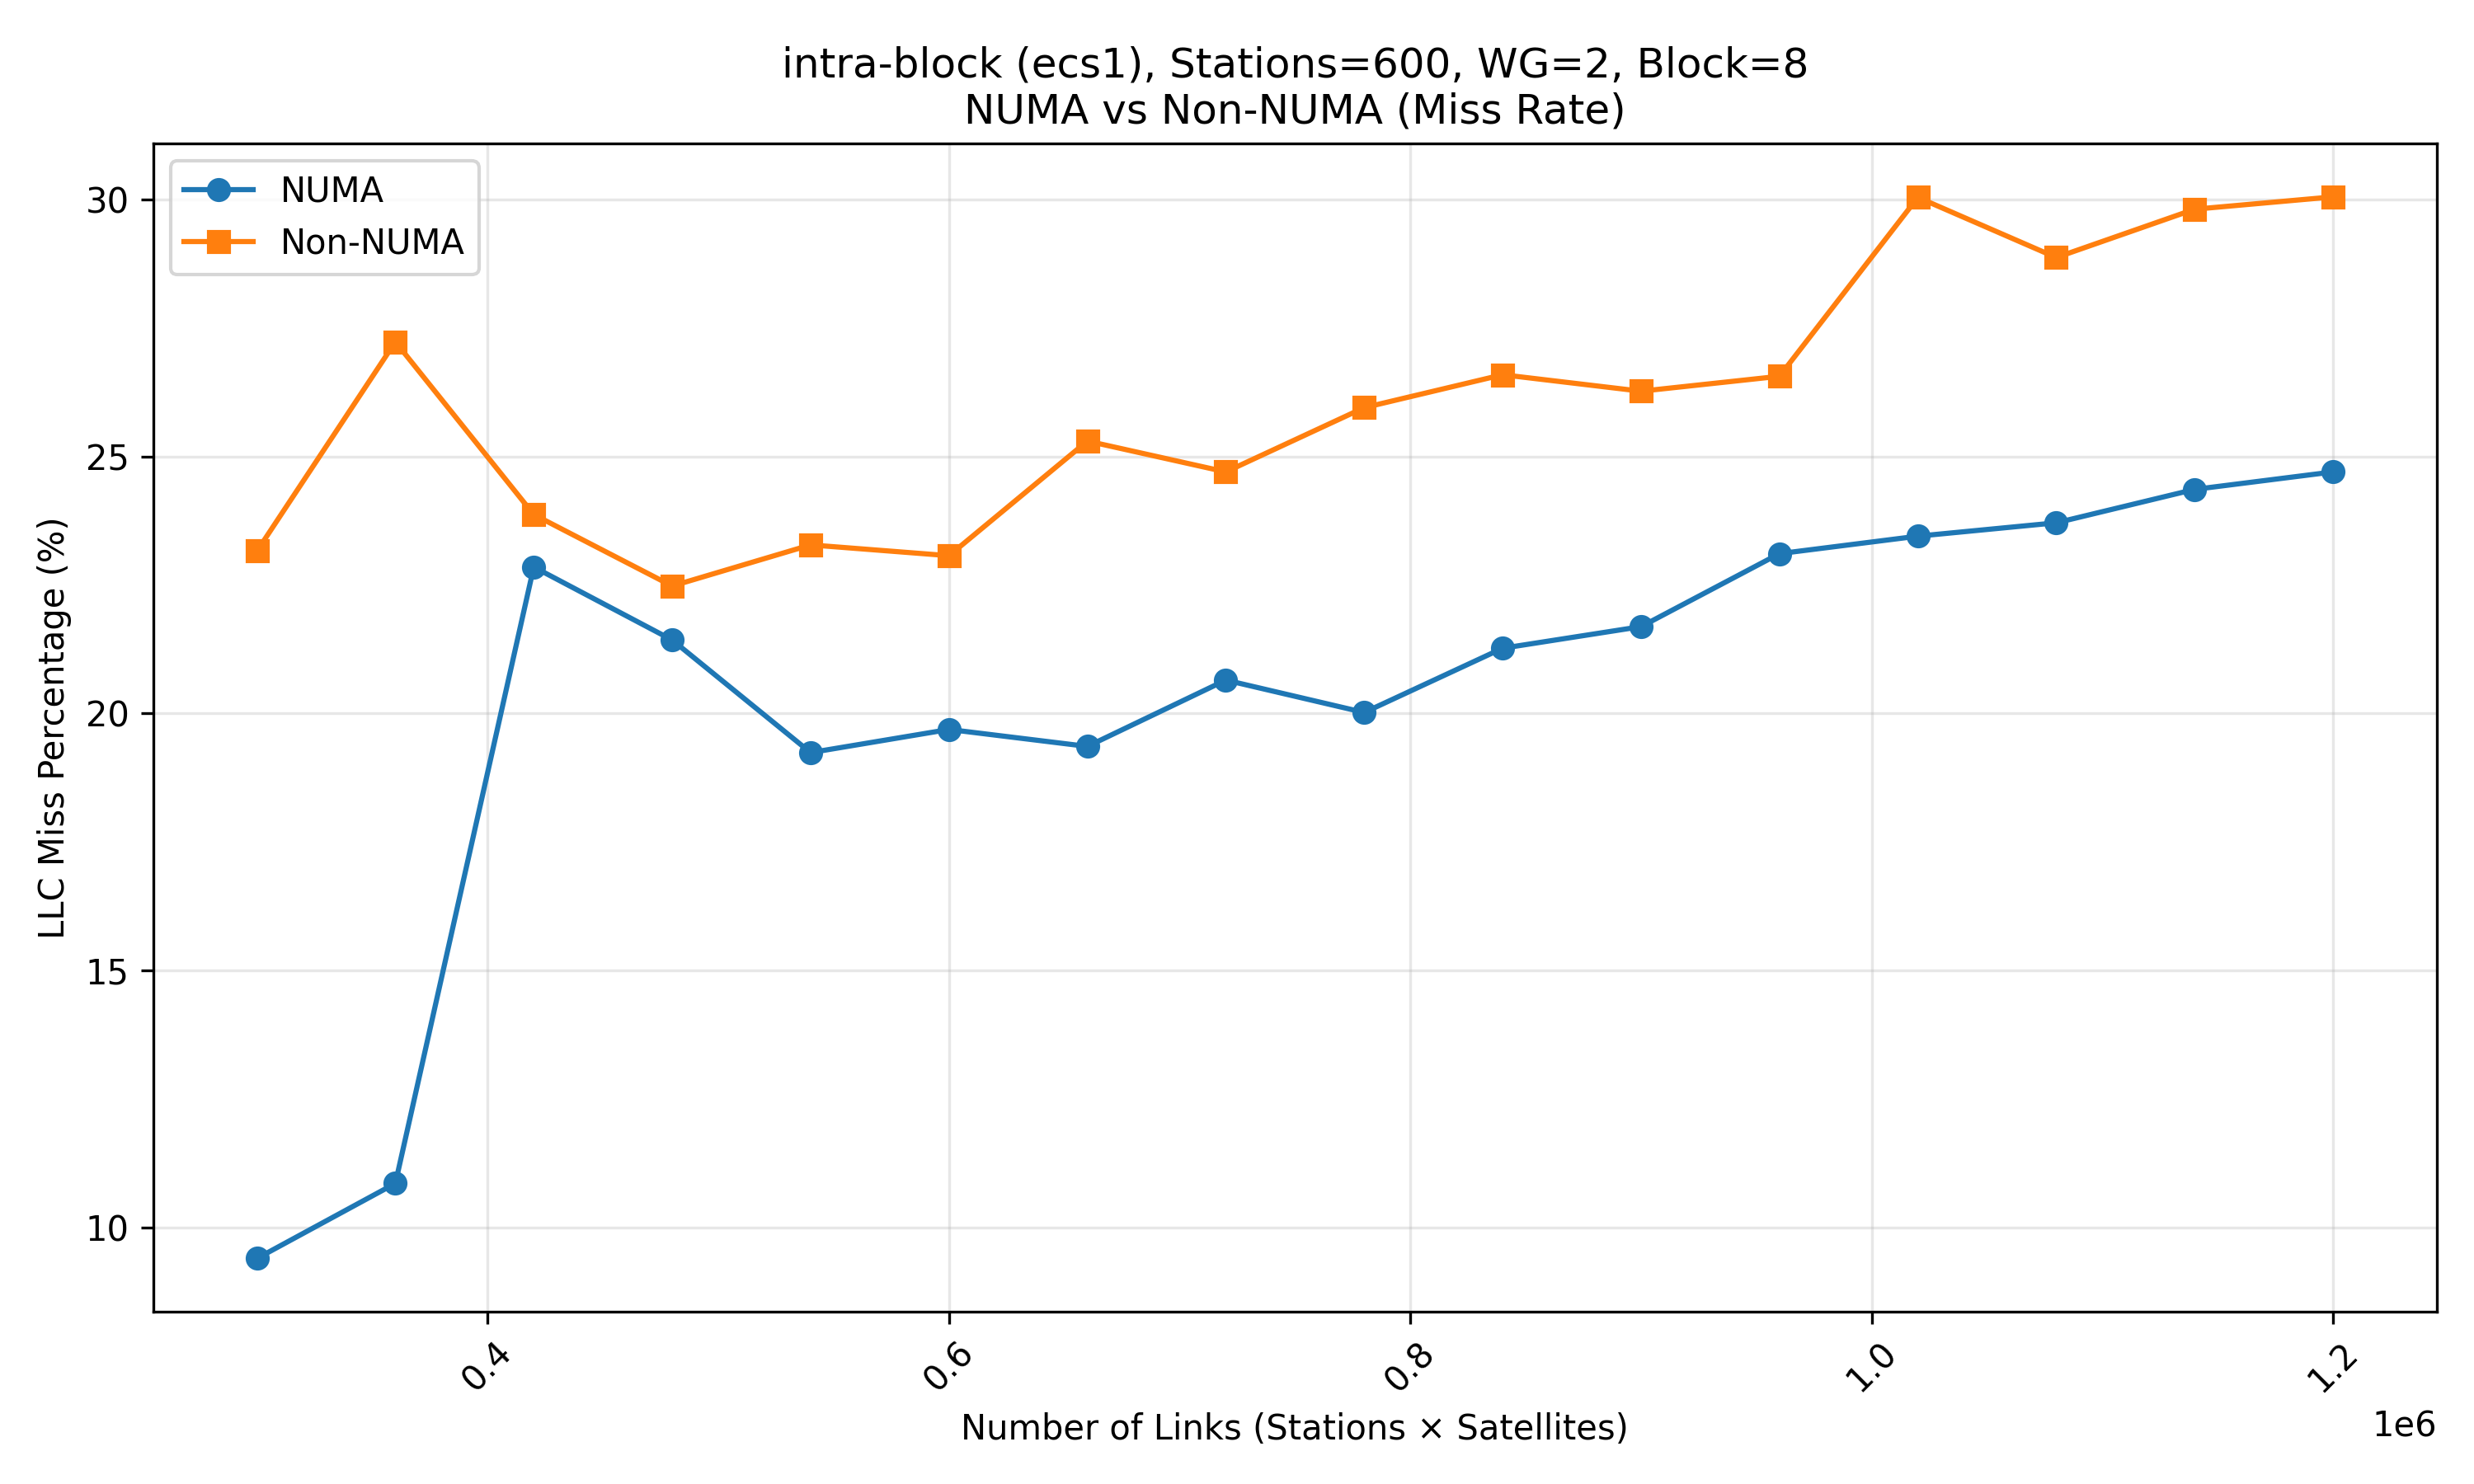 intra-block (ecs1), Stations=600, WG=2, Block=8
NUMA vs Non-NUMA (Miss Rate)
NUMA
Non-NUMA
LLC Miss Percentage (%)
30
25
20
15
10
0.4
0.6
0.8
1.0
1.2
1e6
Number of Links (Stations × Satellites)